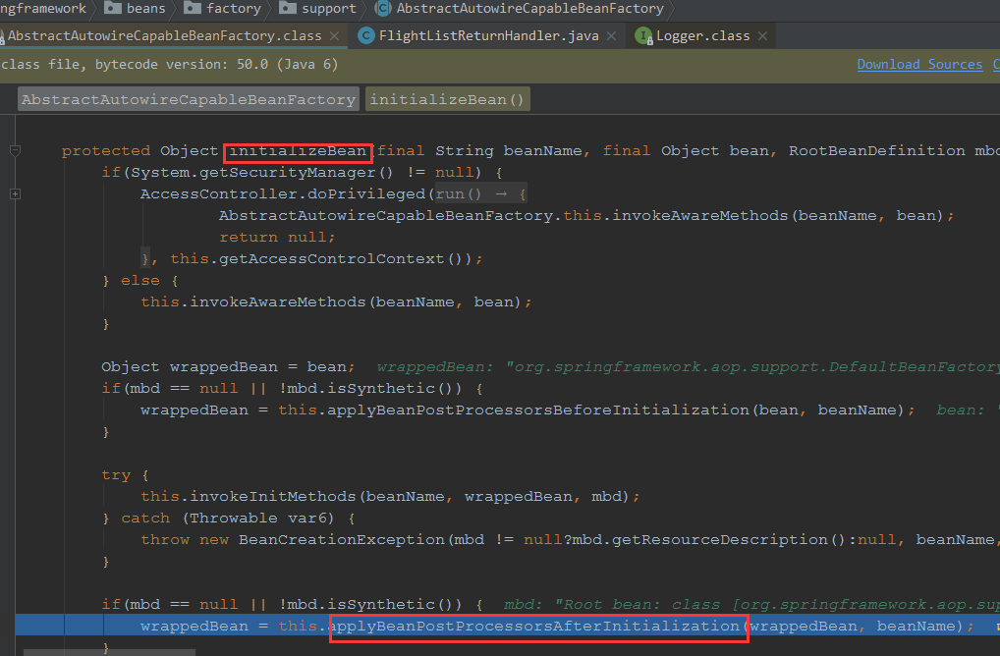 ngframework beans factory support AbstractAutowireCapableBeanFactory
AbstractAutowireCapableBeanFactory.class FlightListReturnHandler.java Logger.class
class file, bytecode version: 50.0 (Java 6) Download Sources
AbstractAutowireCapableBeanFactory initializeBean()
protected Object initializeBean(final String beanName, final Object bean, RootBeanDefinition mbd
if(System.getSecurityManager() != null) {
AccessController.doPrivileged(run() → {
AbstractAutowireCapableBeanFactory.this.invokeAwareMethods(beanName, bean);
return null;
}, this.getAccessControlContext());
} else {
this.invokeAwareMethods(beanName, bean);
}
Object wrappedBean = bean; wrappedBean: "org.springframework.aop.support.DefaultBeanFactory
if(mbd == null || !mbd.isSynthetic()) {
wrappedBean = this.applyBeanPostProcessorsBeforeInitialization(bean, beanName); bean: "
}
try {
this.invokeInitMethods(beanName, wrappedBean, mbd);
} catch (Throwable var6) {
throw new BeanCreationException(mbd != null?mbd.getResourceDescription():null, beanName,
}
if(mbd == null || !mbd.isSynthetic()) { mbd: "Root bean: class [org.springframework.aop.sup
wrappedBean = this.applyBeanPostProcessorsAfterInitialization(wrappedBean, beanName);
}